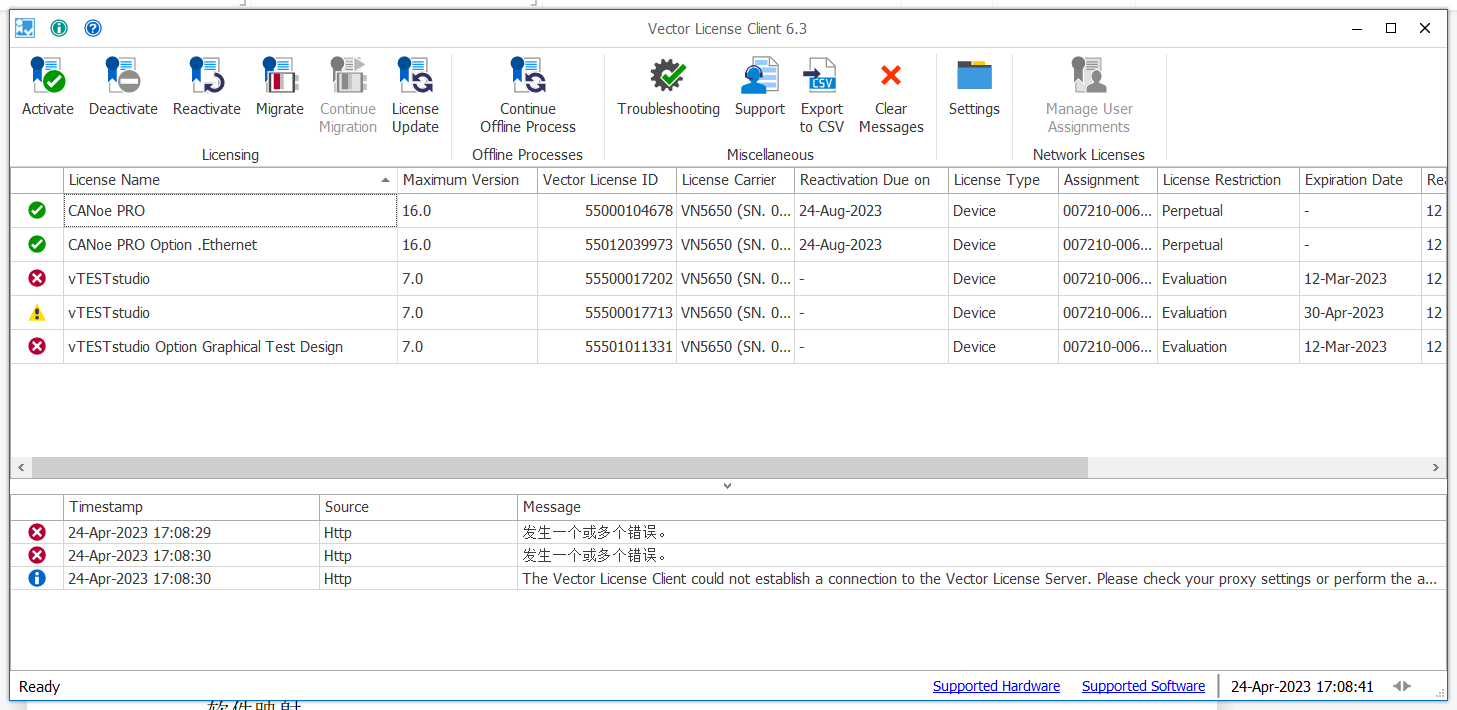 Vector License Client 6.3
Activate Deactivate Reactivate Migrate Continue Migration License Update Continue Offline Process Troubleshooting Support Export to CSV Clear Messages Settings Manage User Assignments
Licensing Offline Processes Miscellaneous Network Licenses
License Name Maximum Version Vector License ID License Carrier Reactivation Due on License Type Assignment License Restriction Expiration Date
CANoe PRO 16.0 55000104678 VN5650 (SN. 0... 24-Aug-2023 Device 007210-006... Perpetual - 12
CANoe PRO Option .Ethernet 16.0 55012039973 VN5650 (SN. 0... 24-Aug-2023 Device 007210-006... Perpetual - 12
vTESTstudio 7.0 55500017202 VN5650 (SN. 0... - Device 007210-006... Evaluation 12-Mar-2023 12
vTESTstudio 7.0 55500017713 VN5650 (SN. 0... - Device 007210-006... Evaluation 30-Apr-2023 12
vTESTstudio Option Graphical Test Design 7.0 55501011331 VN5650 (SN. 0... - Device 007210-006... Evaluation 12-Mar-2023 12
Timestamp Source Message
24-Apr-2023 17:08:29 Http 发生一个或多个错误。
24-Apr-2023 17:08:30 Http 发生一个或多个错误。
24-Apr-2023 17:08:30 Http The Vector License Client could not establish a connection to the Vector License Server. Please check your proxy settings or perform the a...
Ready Supported Hardware Supported Software 24-Apr-2023 17:08:41